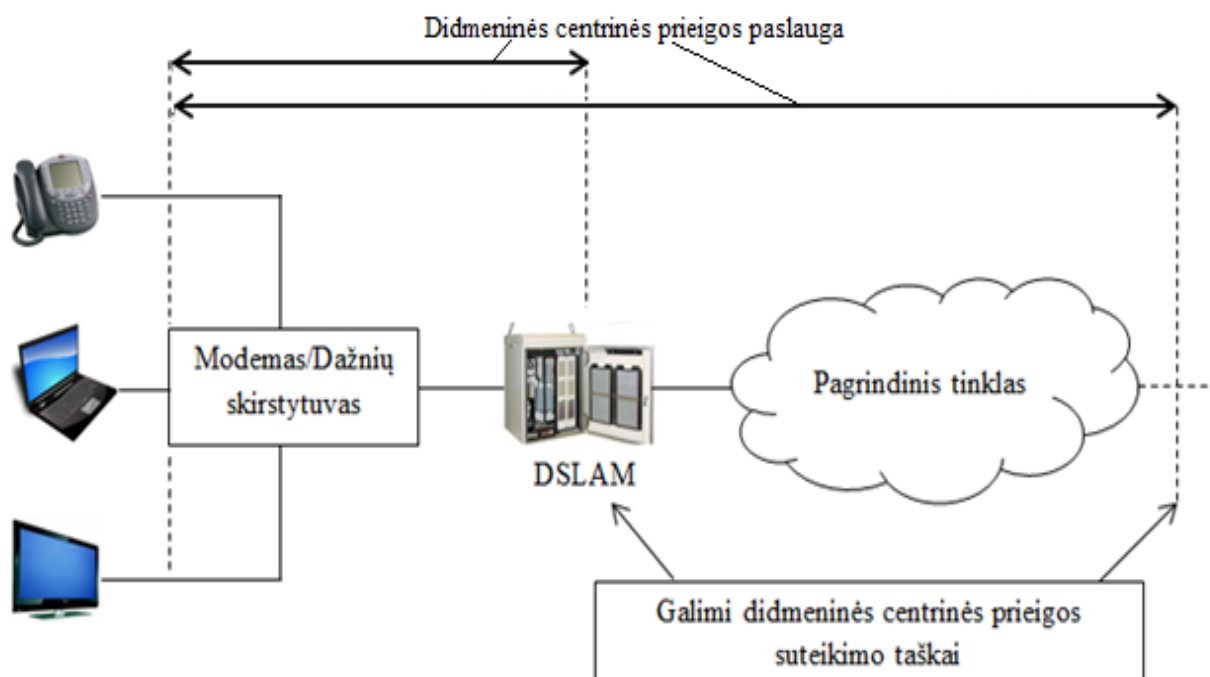 Didmeninės centrinės prieigos paslauga
Modemas/Dažnių
skirstytuvas
Pagrindinis tinklas
DSLAM
Galimi didmeninės centrinės prieigos
suteikimo taškai